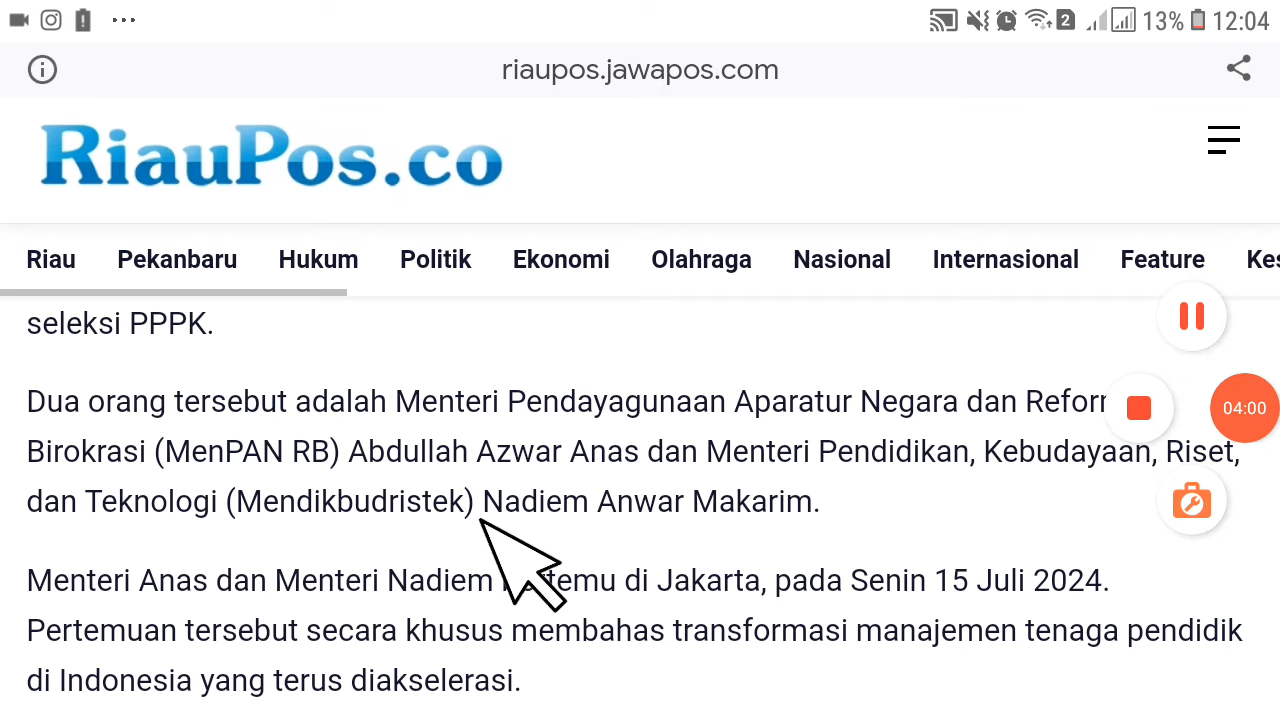 13% 12:04
2
riaupos.jawapos.com
RiauPos.co
Riau Pekanbaru Hukum Politik Ekonomi Olahraga Nasional Internasional Feature
seleksi PPPK.
Dua orang tersebut adalah Menteri Pendayagunaan Aparatur Negara dan
04:00
Birokrasi (MenPAN RB) Abdullah Azwar Anas dan Menteri Pendidikan, Kebudayaan, Riset,
dan Teknologi (Mendikbudristek) Nadiem Anwar Makarim.
Menteri Anas dan Menteri Nadiem di Jakarta, pada Senin 15 Juli 2024.
Pertemuan tersebut secara khusus membahas transformasi manajemen tenaga pendidik
di Indonesia yang terus diakselerasi.